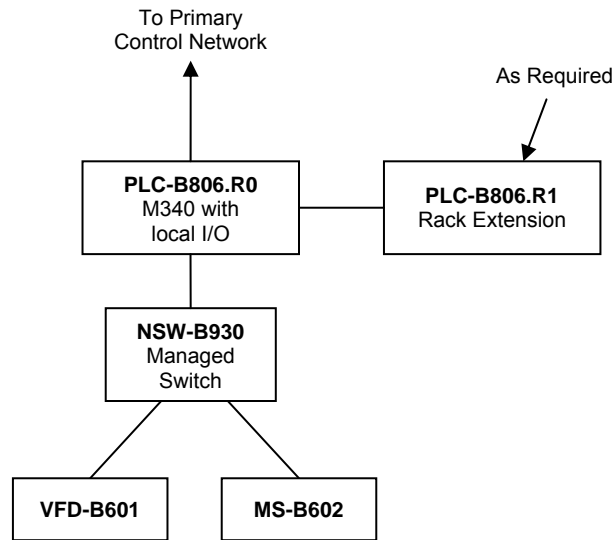 To Primary
Control Network
As Required
PLC-B806.R0
M340 with
local I/O
PLC-B806.R1
Rack Extension
NSW-B930
Managed
Switch
VFD-B601
MS-B602